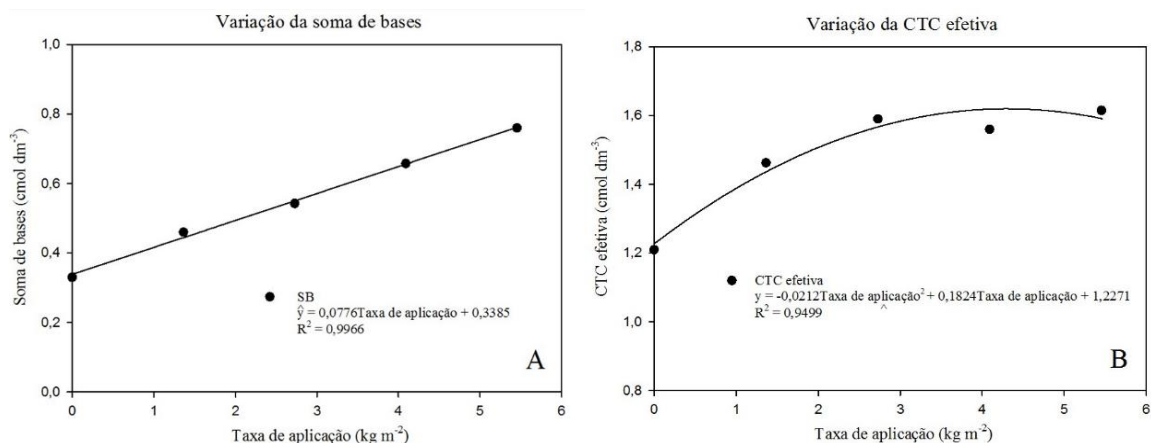 Variação da soma de bases
1,0
0,8
0,6
0,4
0,2
0,0
Soma de bases (cmol dm⁻³)
SB
ŷ = 0,0776Taxa de aplicação + 0,3385
R² = 0,9966
A
0 1 2 3 4 5 6
Taxa de aplicação (kg m⁻²)
Variação da CTC efetiva
1,8
1,6
1,4
1,2
1,0
0,8
CTC efetiva (cmol dm⁻³)
CTC efetiva
y = -0,0212Taxa de aplicação² + 0,1824Taxa de aplicação + 1,2271
^
R² = 0,9499
B
0 1 2 3 4 5 6
Taxa de aplicação (kg m⁻²)